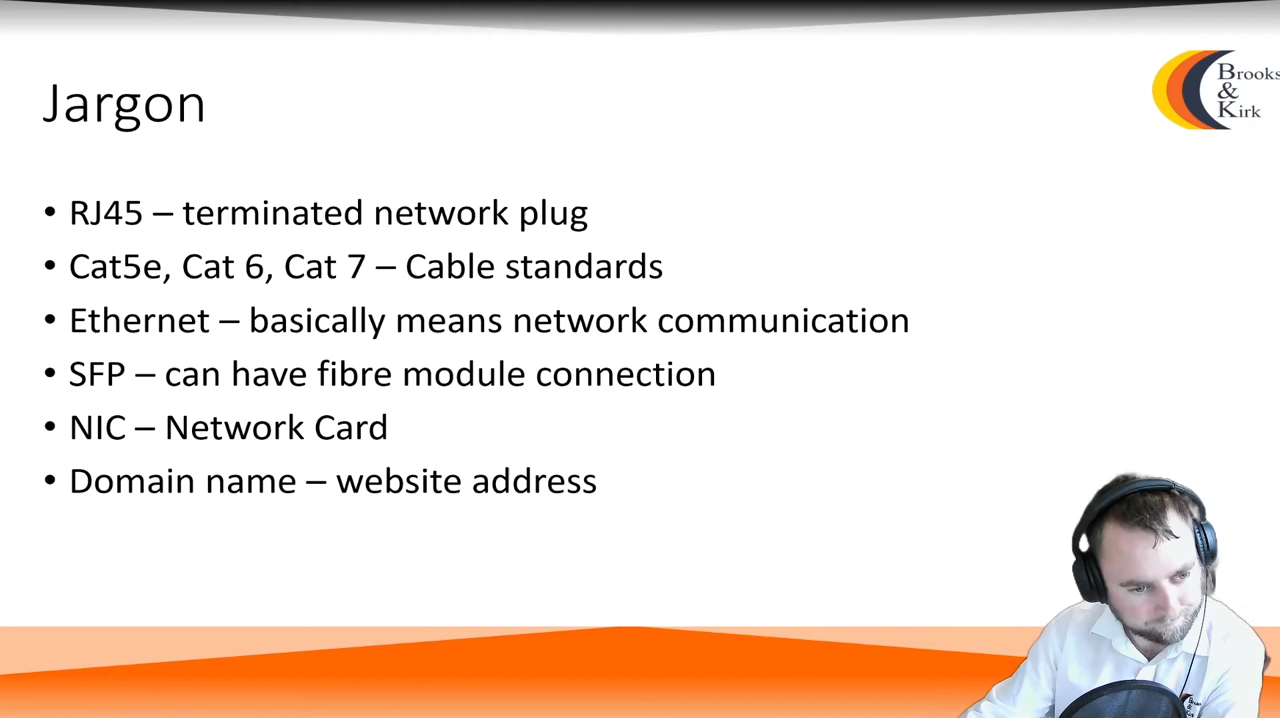 Jargon
Brooks
&
Kirk
• RJ45 – terminated network plug
• Cat5e, Cat 6, Cat 7 – Cable standards
• Ethernet – basically means network communication
• SFP – can have fibre module connection
• NIC – Network Card
• Domain name – website address